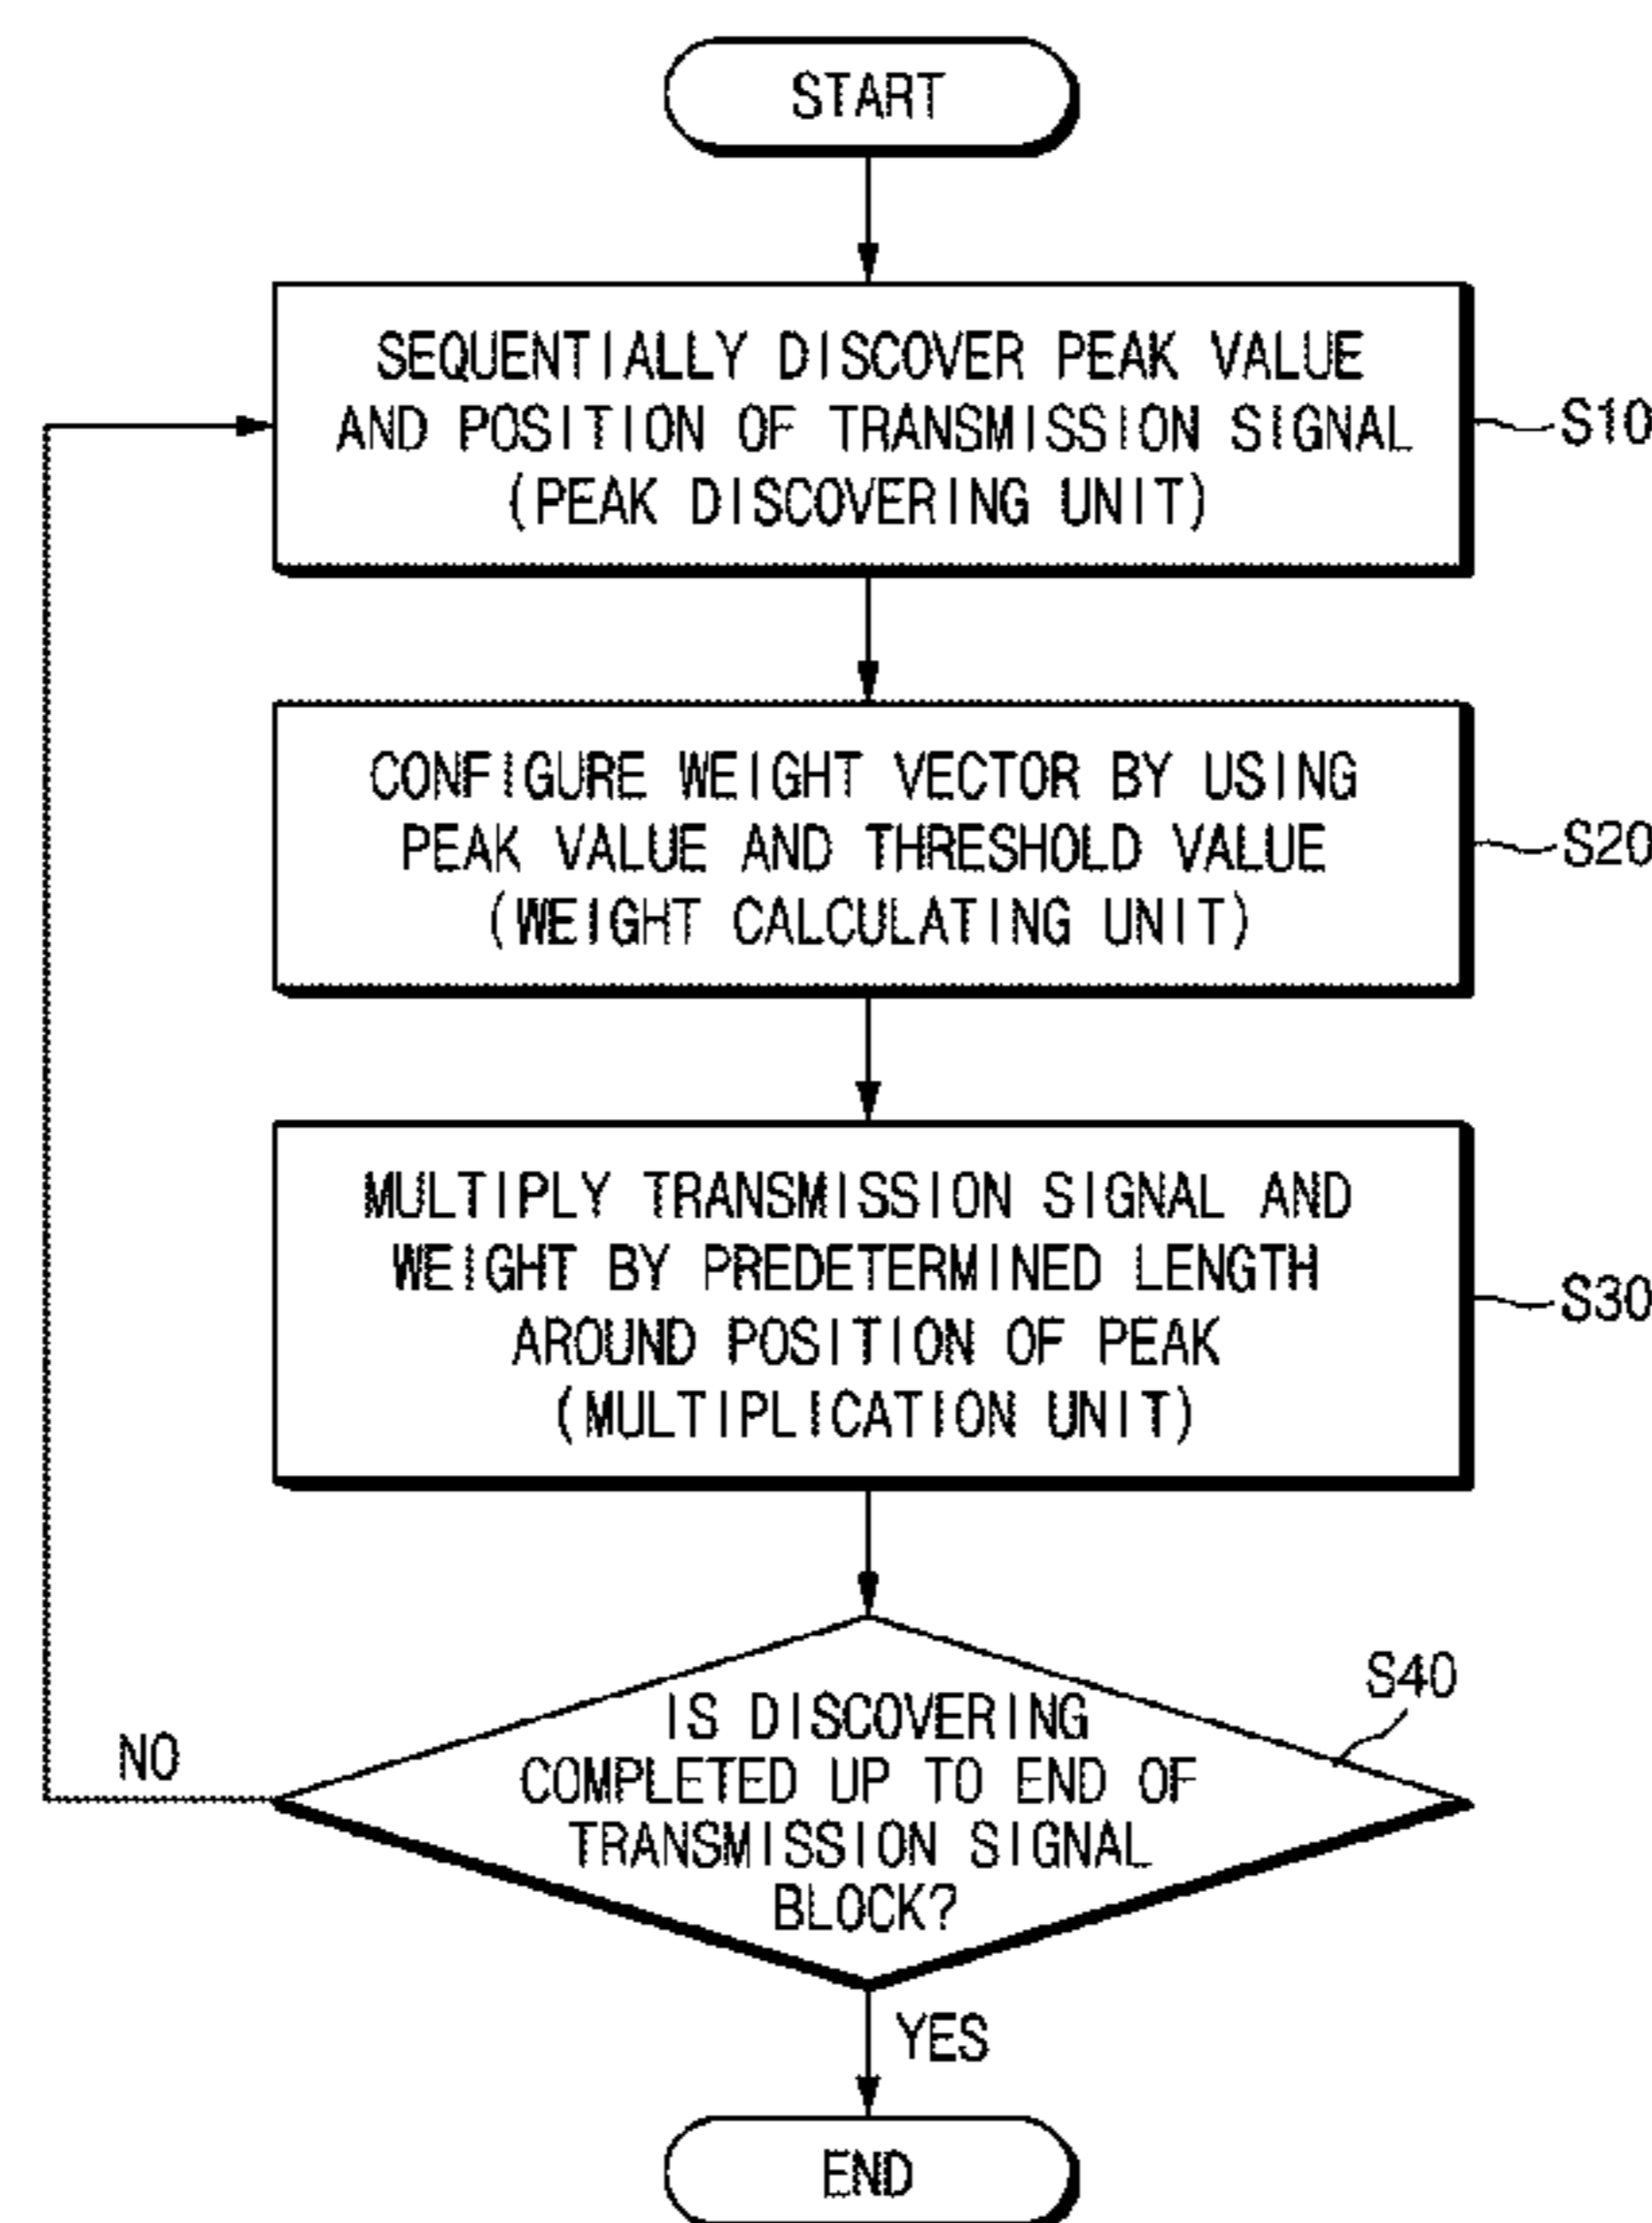 START
SEQUENTIALLY DISCOVER PEAK VALUE
AND POSITION OF TRANSMISSION SIGNAL
(PEAK DISCOVERING UNIT)
S10
CONFIGURE WEIGHT VECTOR BY USING
PEAK VALUE AND THRESHOLD VALUE
(WEIGHT CALCULATING UNIT)
S20
MULTIPLY TRANSMISSION SIGNAL AND
WEIGHT BY PREDETERMINED LENGTH
AROUND POSITION OF PEAK
(MULTIPLICATION UNIT)
S30
S40
IS DISCOVERING
COMPLETED UP TO END OF
TRANSMISSION SIGNAL
BLOCK?
NO
YES
END